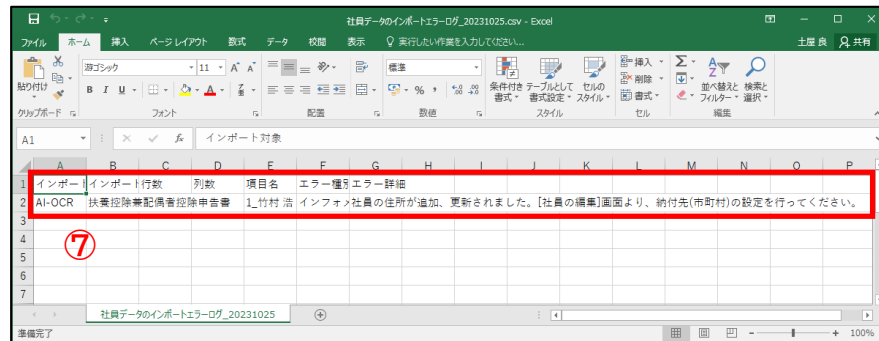 社員データのインポートエラーログ_20231025.csv - Excel
ファイル ホーム 挿入 ページ レイアウト 数式 データ 校閲 表示 実行したい作業を入力してください... 土屋 良 共有
貼り付け 游ゴシック 11 A A 標準 条件付き書式 テーブルとして書式設定 セルのスタイル 挿入 削除 書式 並べ替えと フィルター 検索と 選択
B I U A % ,
クリップボード フォント 配置 数値 スタイル セル 編集
A1 fx インポート対象
A B C D E F G H I J K L M N O P
1 インポート インポート 行数 列数 項目名 エラー種別 エラー詳細
2 AI-OCR 扶養控除兼配偶者控除申告書 1_竹村 浩 インフォメ 社員の住所が追加、更新されました。[社員の編集]画面より、納付先(市町村)の設定を行ってください。
3
4
⑦
5
6
7
社員データのインポートエラーログ_20231025
準備完了 100%